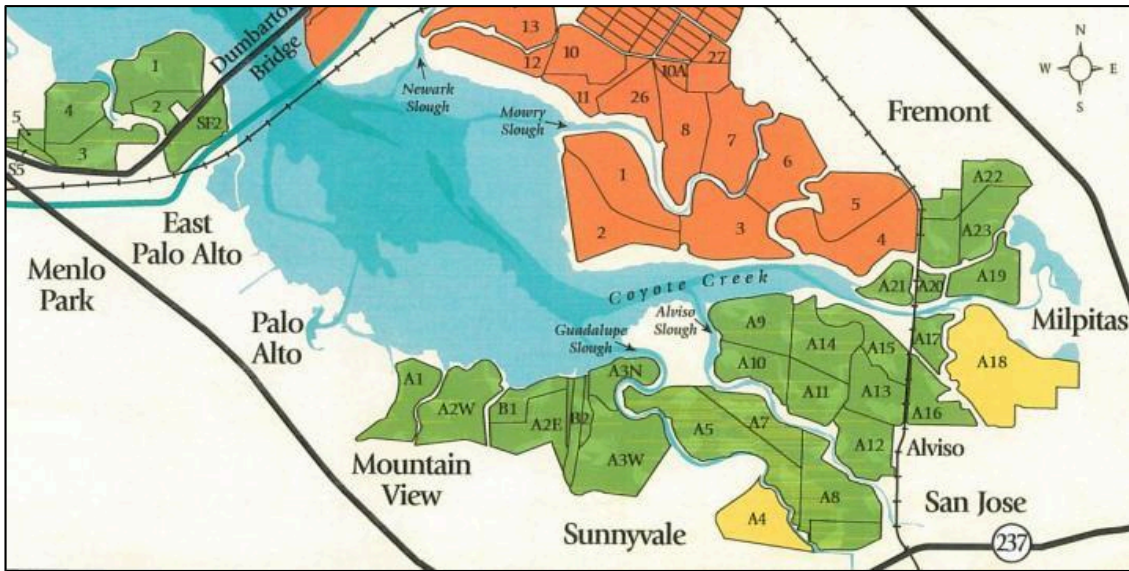 Dumbarton
Bridge
13
10
12
27
10A
11
26
8
7
6
1
4
2
SF2
5
3
S5
Newark
Slough
Mowry
Slough
Fremont
N
W
E
S
1
2
3
5
4
A22
A23
A21
A20
A19
East
Palo Alto
Menlo
Park
Palo
Alto
Coyote Creek
Guadalupe
Slough
Alviso
Slough
Milpitas
A9
A10
A14
A15
A11
A13
A17
A18
A16
A12
Alviso
A1
A2W
B1
A2E
B2
A3N
A3W
A5
A7
A8
A4
Mountain
View
Sunnyvale
San Jose
237